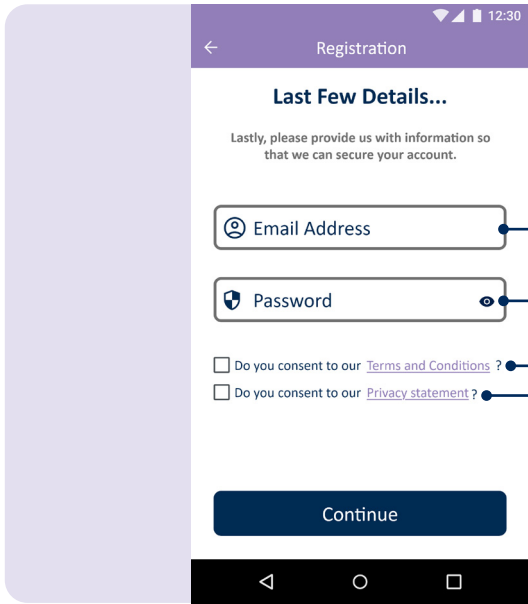 12:30
Registration
Last Few Details...
Lastly, please provide us with information so
that we can secure your account.
Email Address
Password
Do you consent to our Terms and Conditions ?
Do you consent to our Privacy statement ?
Continue